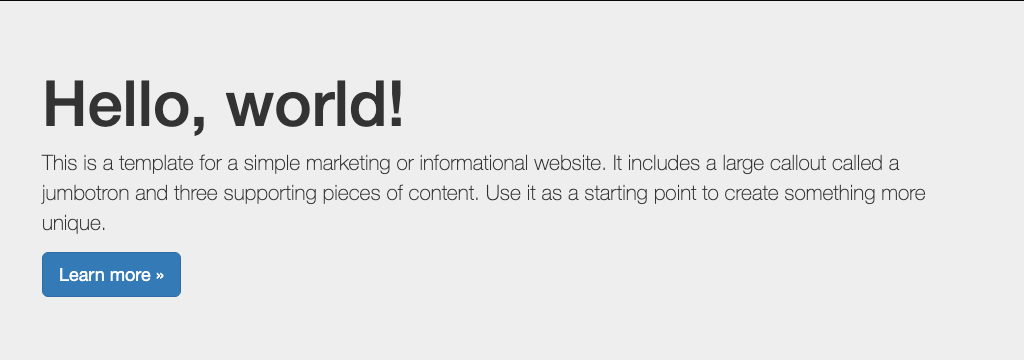 Hello, world!
This is a template for a simple marketing or informational website. It includes a large callout called a
jumbotron and three supporting pieces of content. Use it as a starting point to create something more
unique.
Learn more »